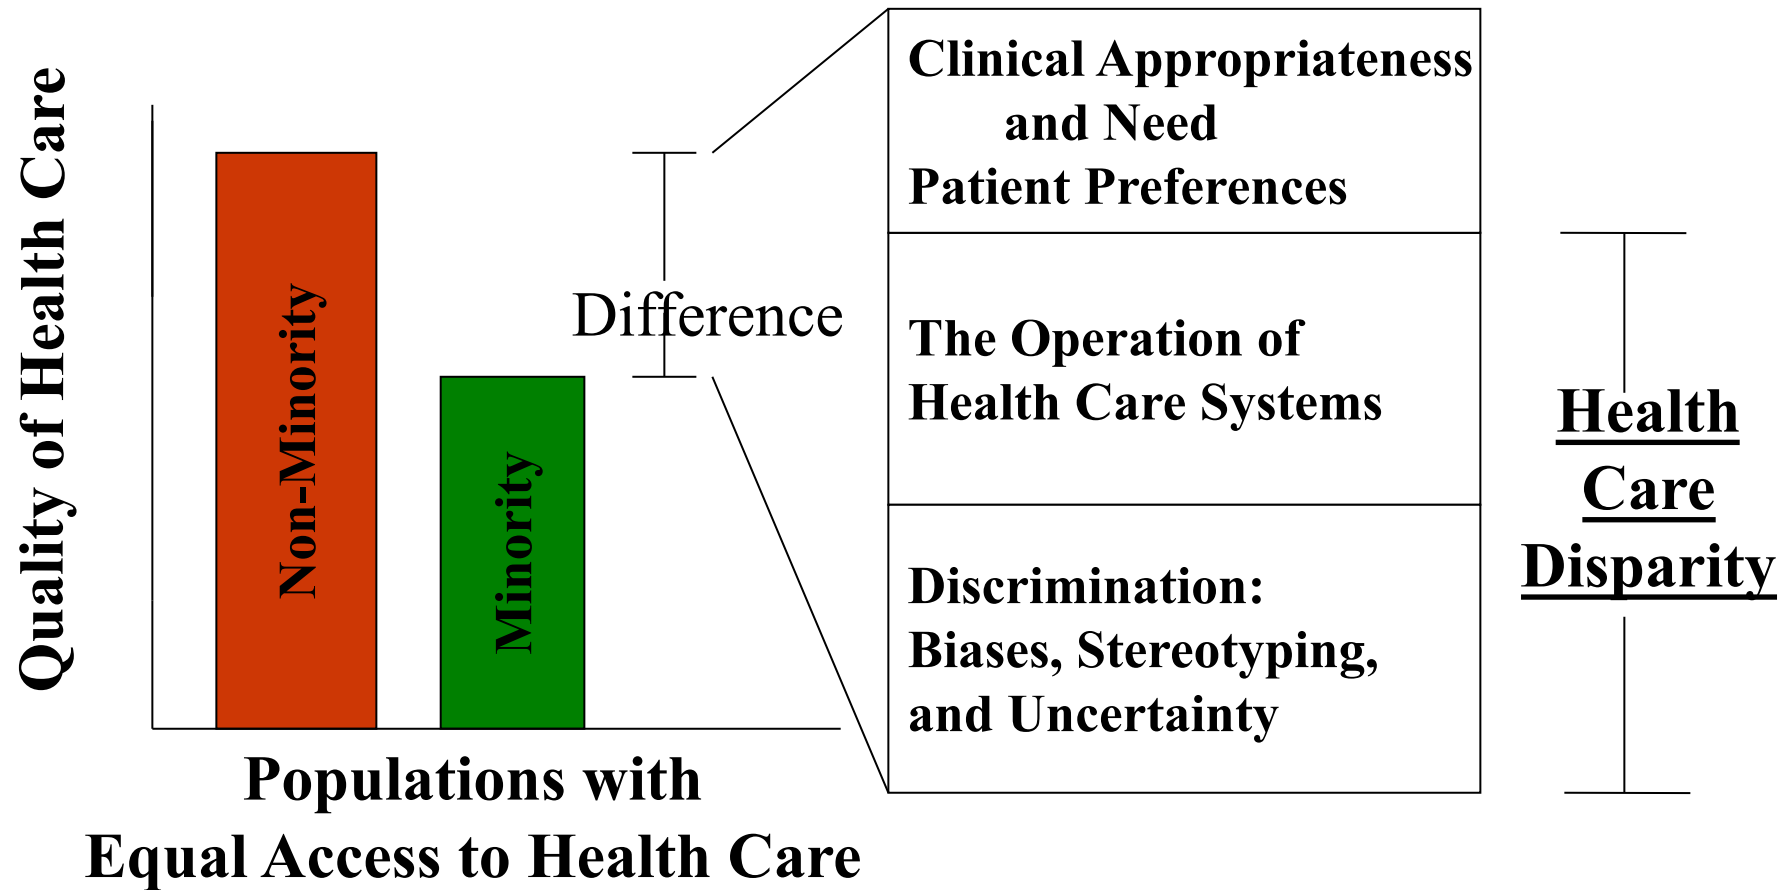 Quality of Health Care
Non-Minority
Minority
Difference
Populations with
Equal Access to Health Care
Clinical Appropriateness
and Need
Patient Preferences
The Operation of
Health Care Systems
Discrimination:
Biases, Stereotyping,
and Uncertainty
Health
Care
Disparity